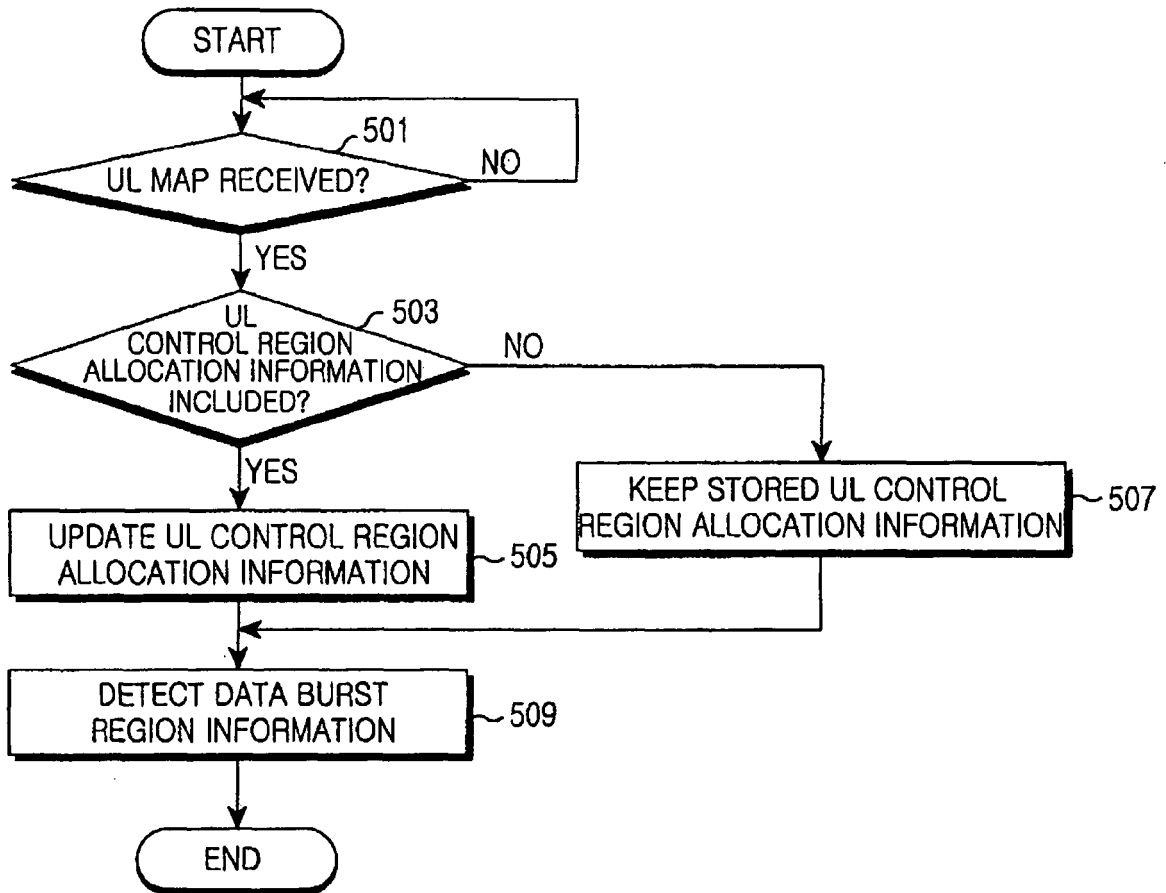 START
501
UL MAP RECEIVED?
NO
YES
UL
CONTROL REGION
ALLOCATION INFORMATION
INCLUDED?
503
NO
YES
UPDATE UL CONTROL REGION
ALLOCATION INFORMATION
505
KEEP STORED UL CONTROL
REGION ALLOCATION INFORMATION
507
DETECT DATA BURST
REGION INFORMATION
509
END